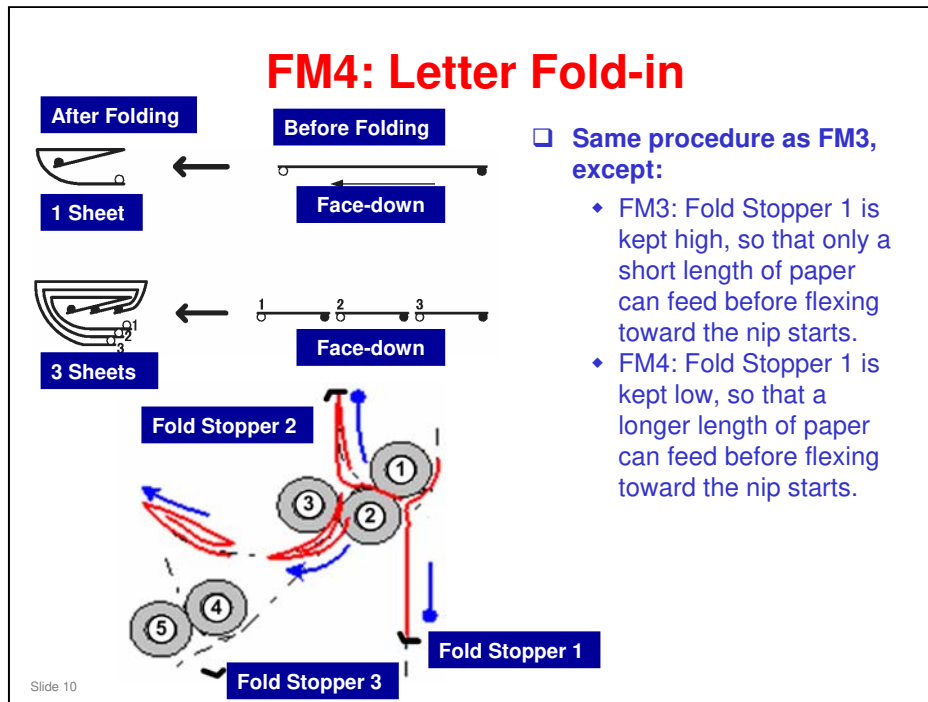 FM4: Letter Fold-in
After Folding
Before Folding
1 Sheet
Face-down
1
2
3
1
2
3
3 Sheets
Face-down
❑ Same procedure as FM3,
except:
◆ FM3: Fold Stopper 1 is
kept high, so that only a
short length of paper
can feed before flexing
toward the nip starts.
◆ FM4: Fold Stopper 1 is
kept low, so that a
longer length of paper
can feed before flexing
toward the nip starts.
Fold Stopper 2
1
3
2
4
5
Fold Stopper 1
Fold Stopper 3
Slide 10